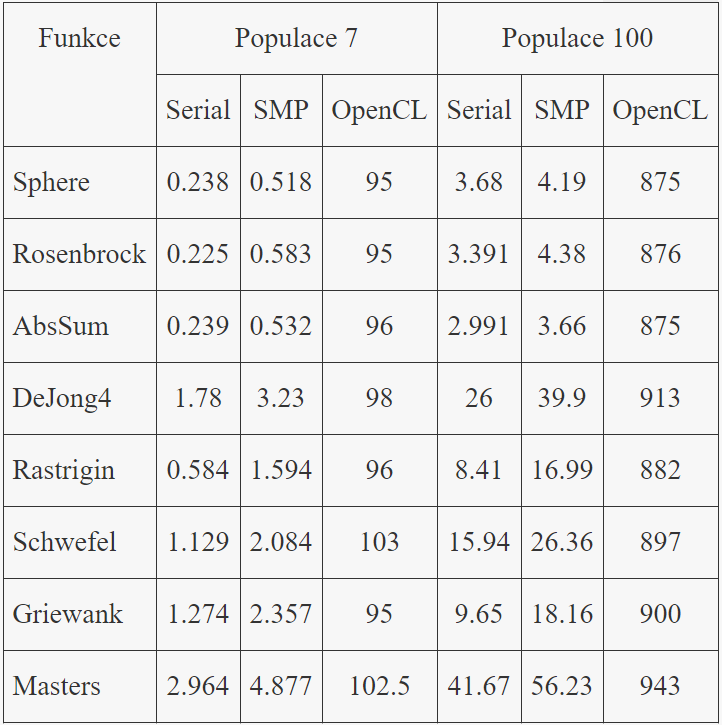 Funkce Populace 7 Populace 100
Serial SMP OpenCL Serial SMP OpenCL
Sphere 0.238 0.518 95 3.68 4.19 875
Rosenbrock 0.225 0.583 95 3.391 4.38 876
AbsSum 0.239 0.532 96 2.991 3.66 875
DeJong4 1.78 3.23 98 26 39.9 913
Rastrigin 0.584 1.594 96 8.41 16.99 882
Schwefel 1.129 2.084 103 15.94 26.36 897
Griewank 1.274 2.357 95 9.65 18.16 900
Masters 2.964 4.877 102.5 41.67 56.23 943